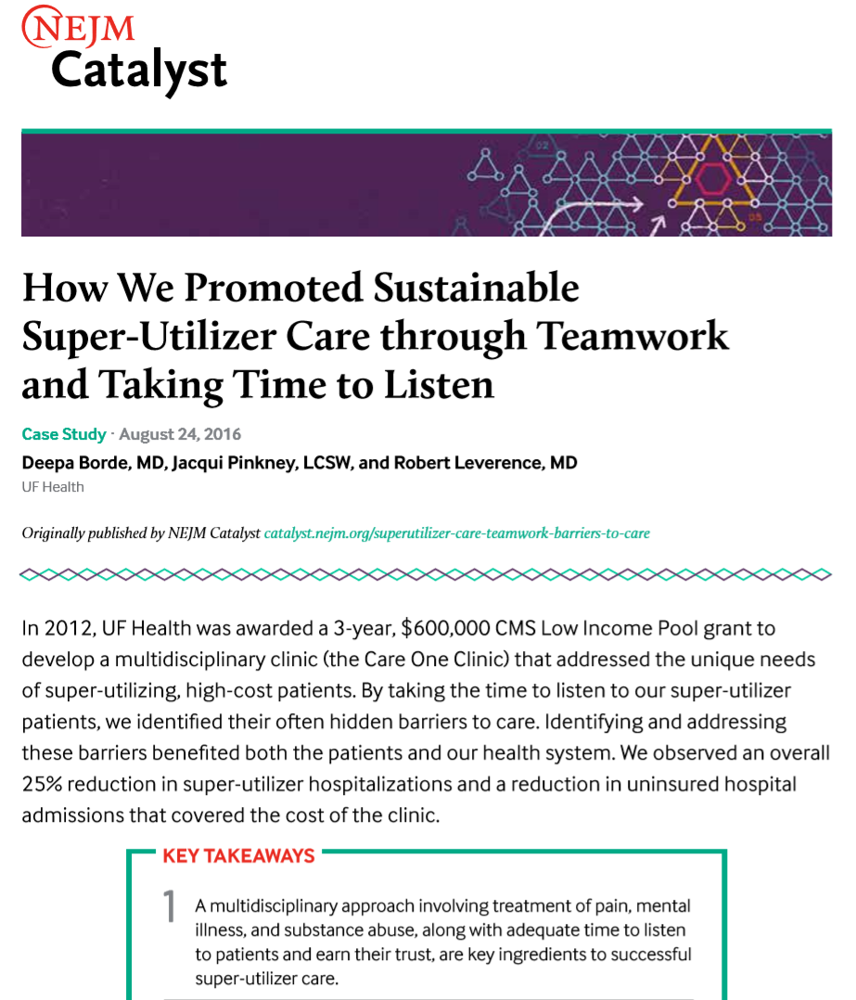 NEJM
Catalyst
02
05
How We Promoted Sustainable
Super-Utilizer Care through Teamwork
and Taking Time to Listen
Case Study · August 24, 2016
Deepa Borde, MD, Jacqui Pinkney, LCSW, and Robert Leverence, MD
UF Health
Originally published by NEJM Catalyst catalyst.nejm.org/superutilizer-care-teamwork-barriers-to-care
In 2012, UF Health was awarded a 3-year, $600,000 CMS Low Income Pool grant to
develop a multidisciplinary clinic (the Care One Clinic) that addressed the unique needs
of super-utilizing, high-cost patients. By taking the time to listen to our super-utilizer
patients, we identified their often hidden barriers to care. Identifying and addressing
these barriers benefited both the patients and our health system. We observed an overall
25% reduction in super-utilizer hospitalizations and a reduction in uninsured hospital
admissions that covered the cost of the clinic.
KEY TAKEAWAYS
1 A multidisciplinary approach involving treatment of pain, mental
illness, and substance abuse, along with adequate time to listen
to patients and earn their trust, are key ingredients to successful
super-utilizer care.